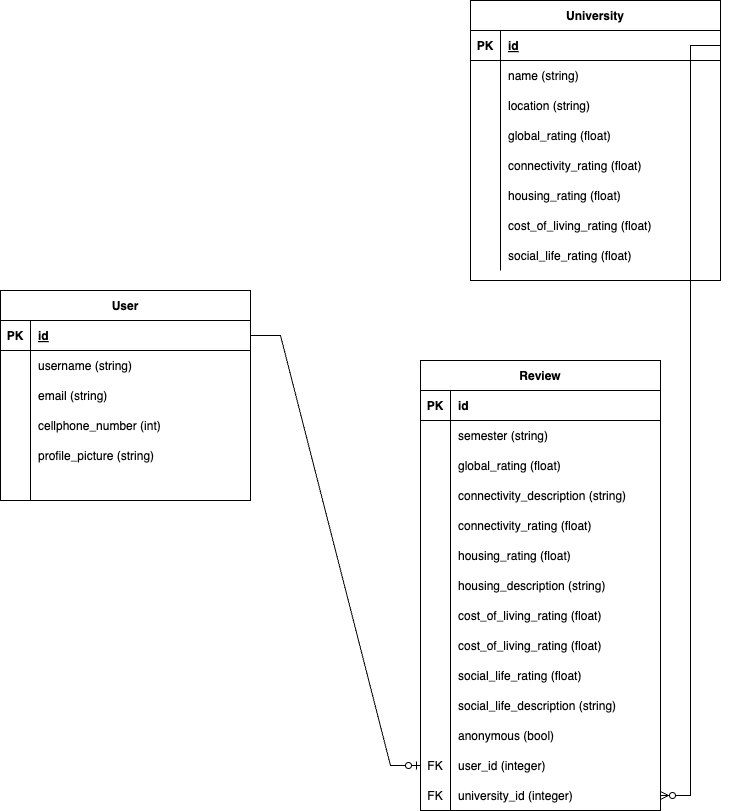 University
PK id
name (string)
location (string)
global_rating (float)
connectivity_rating (float)
housing_rating (float)
cost_of_living_rating (float)
social_life_rating (float)
User
PK id
username (string)
email (string)
cellphone_number (int)
profile_picture (string)
Review
PK id
semester (string)
global_rating (float)
connectivity_description (string)
connectivity_rating (float)
housing_rating (float)
housing_description (string)
cost_of_living_rating (float)
cost_of_living_rating (float)
social_life_rating (float)
social_life_description (string)
anonymous (bool)
FK user_id (integer)
FK university_id (integer)